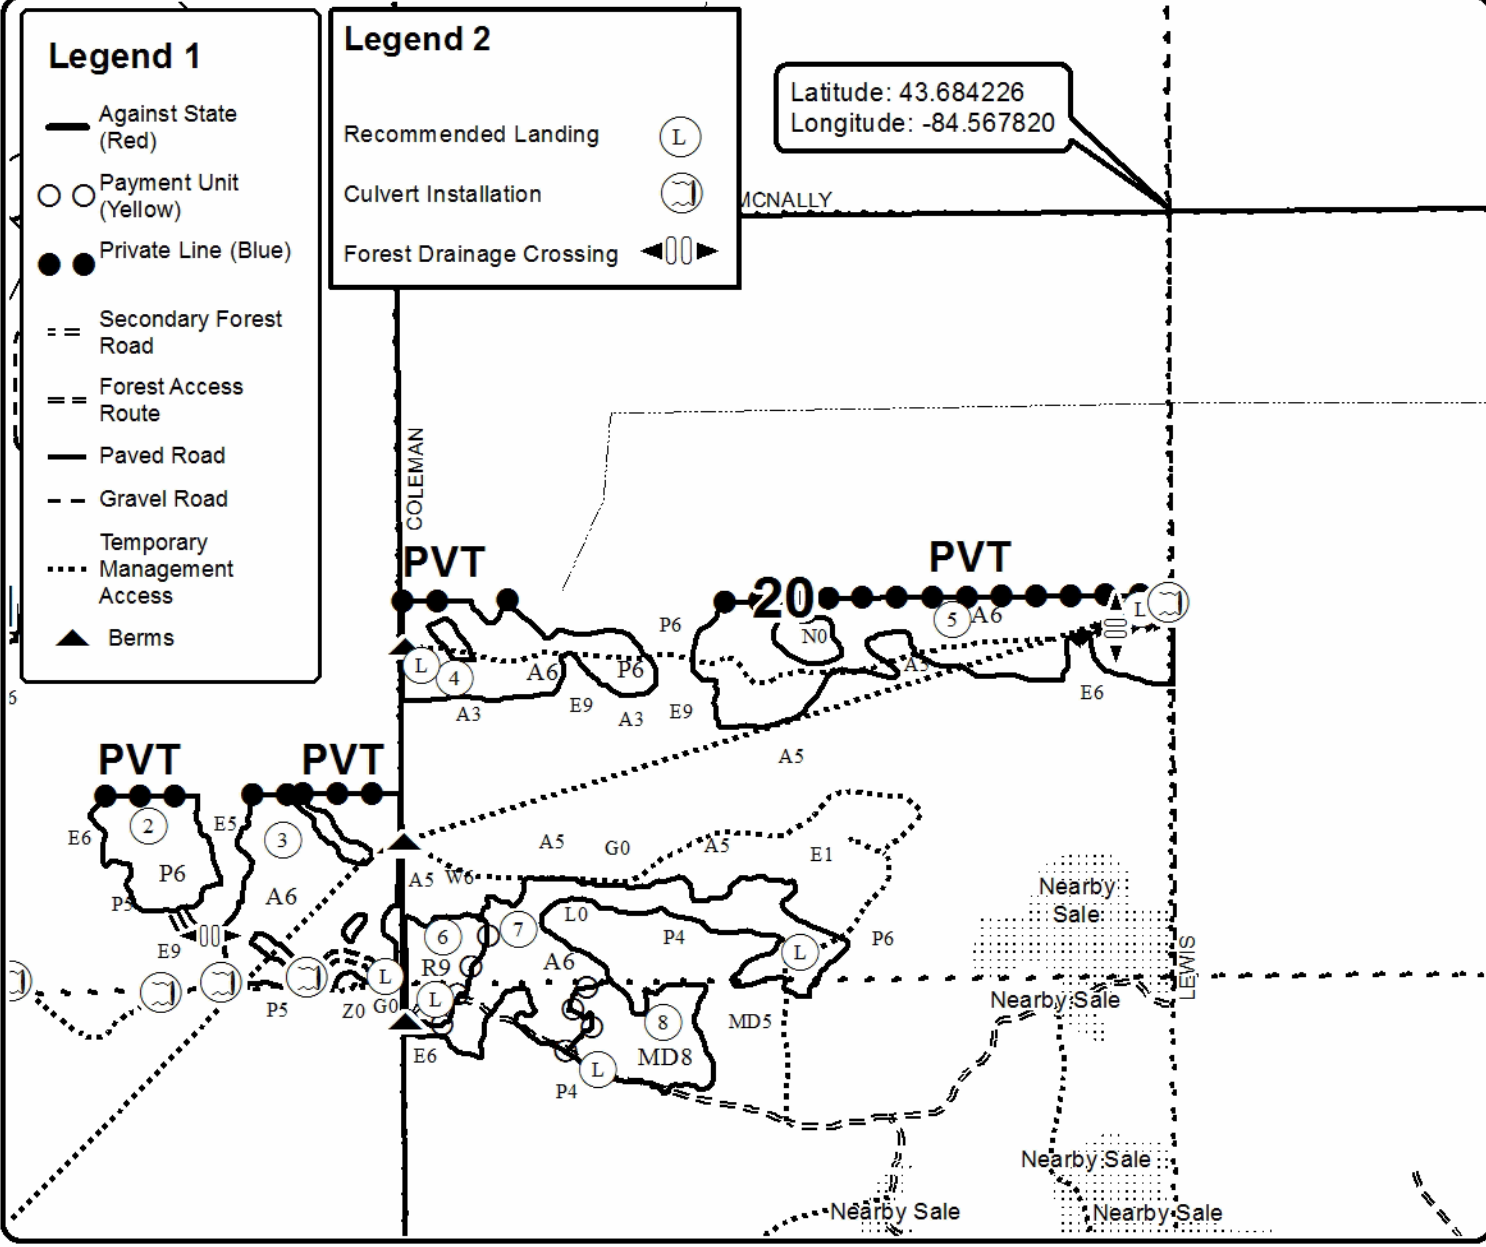 Legend 1
Against State
(Red)
Payment Unit
(Yellow)
Private Line (Blue)
Secondary Forest
Road
Forest Access
Route
Paved Road
Gravel Road
Temporary
Management
Access
Berms
Legend 2
Recommended Landing
L
Culvert Installation
Forest Drainage Crossing
Latitude: 43.684226
Longitude: -84.567820
MCNALLY
COLEMAN
PVT
PVT
20
P6
N0
5
A6
L
L
4
A6
P6
A5
E6
A3
E9
A3
E9
A5
PVT
PVT
E6
2
E5
3
P6
P5
A6
E9
A5
G0
A5
E1
A5
W6
L0
P4
P6
6
7
R9
A6
L
L
L
P5
Z0
G0
E6
8
MD8
MD5
L
P4
Nearby
Sale
LEWIS
Nearby Sale
Nearby Sale
Nearby Sale
Nearby Sale